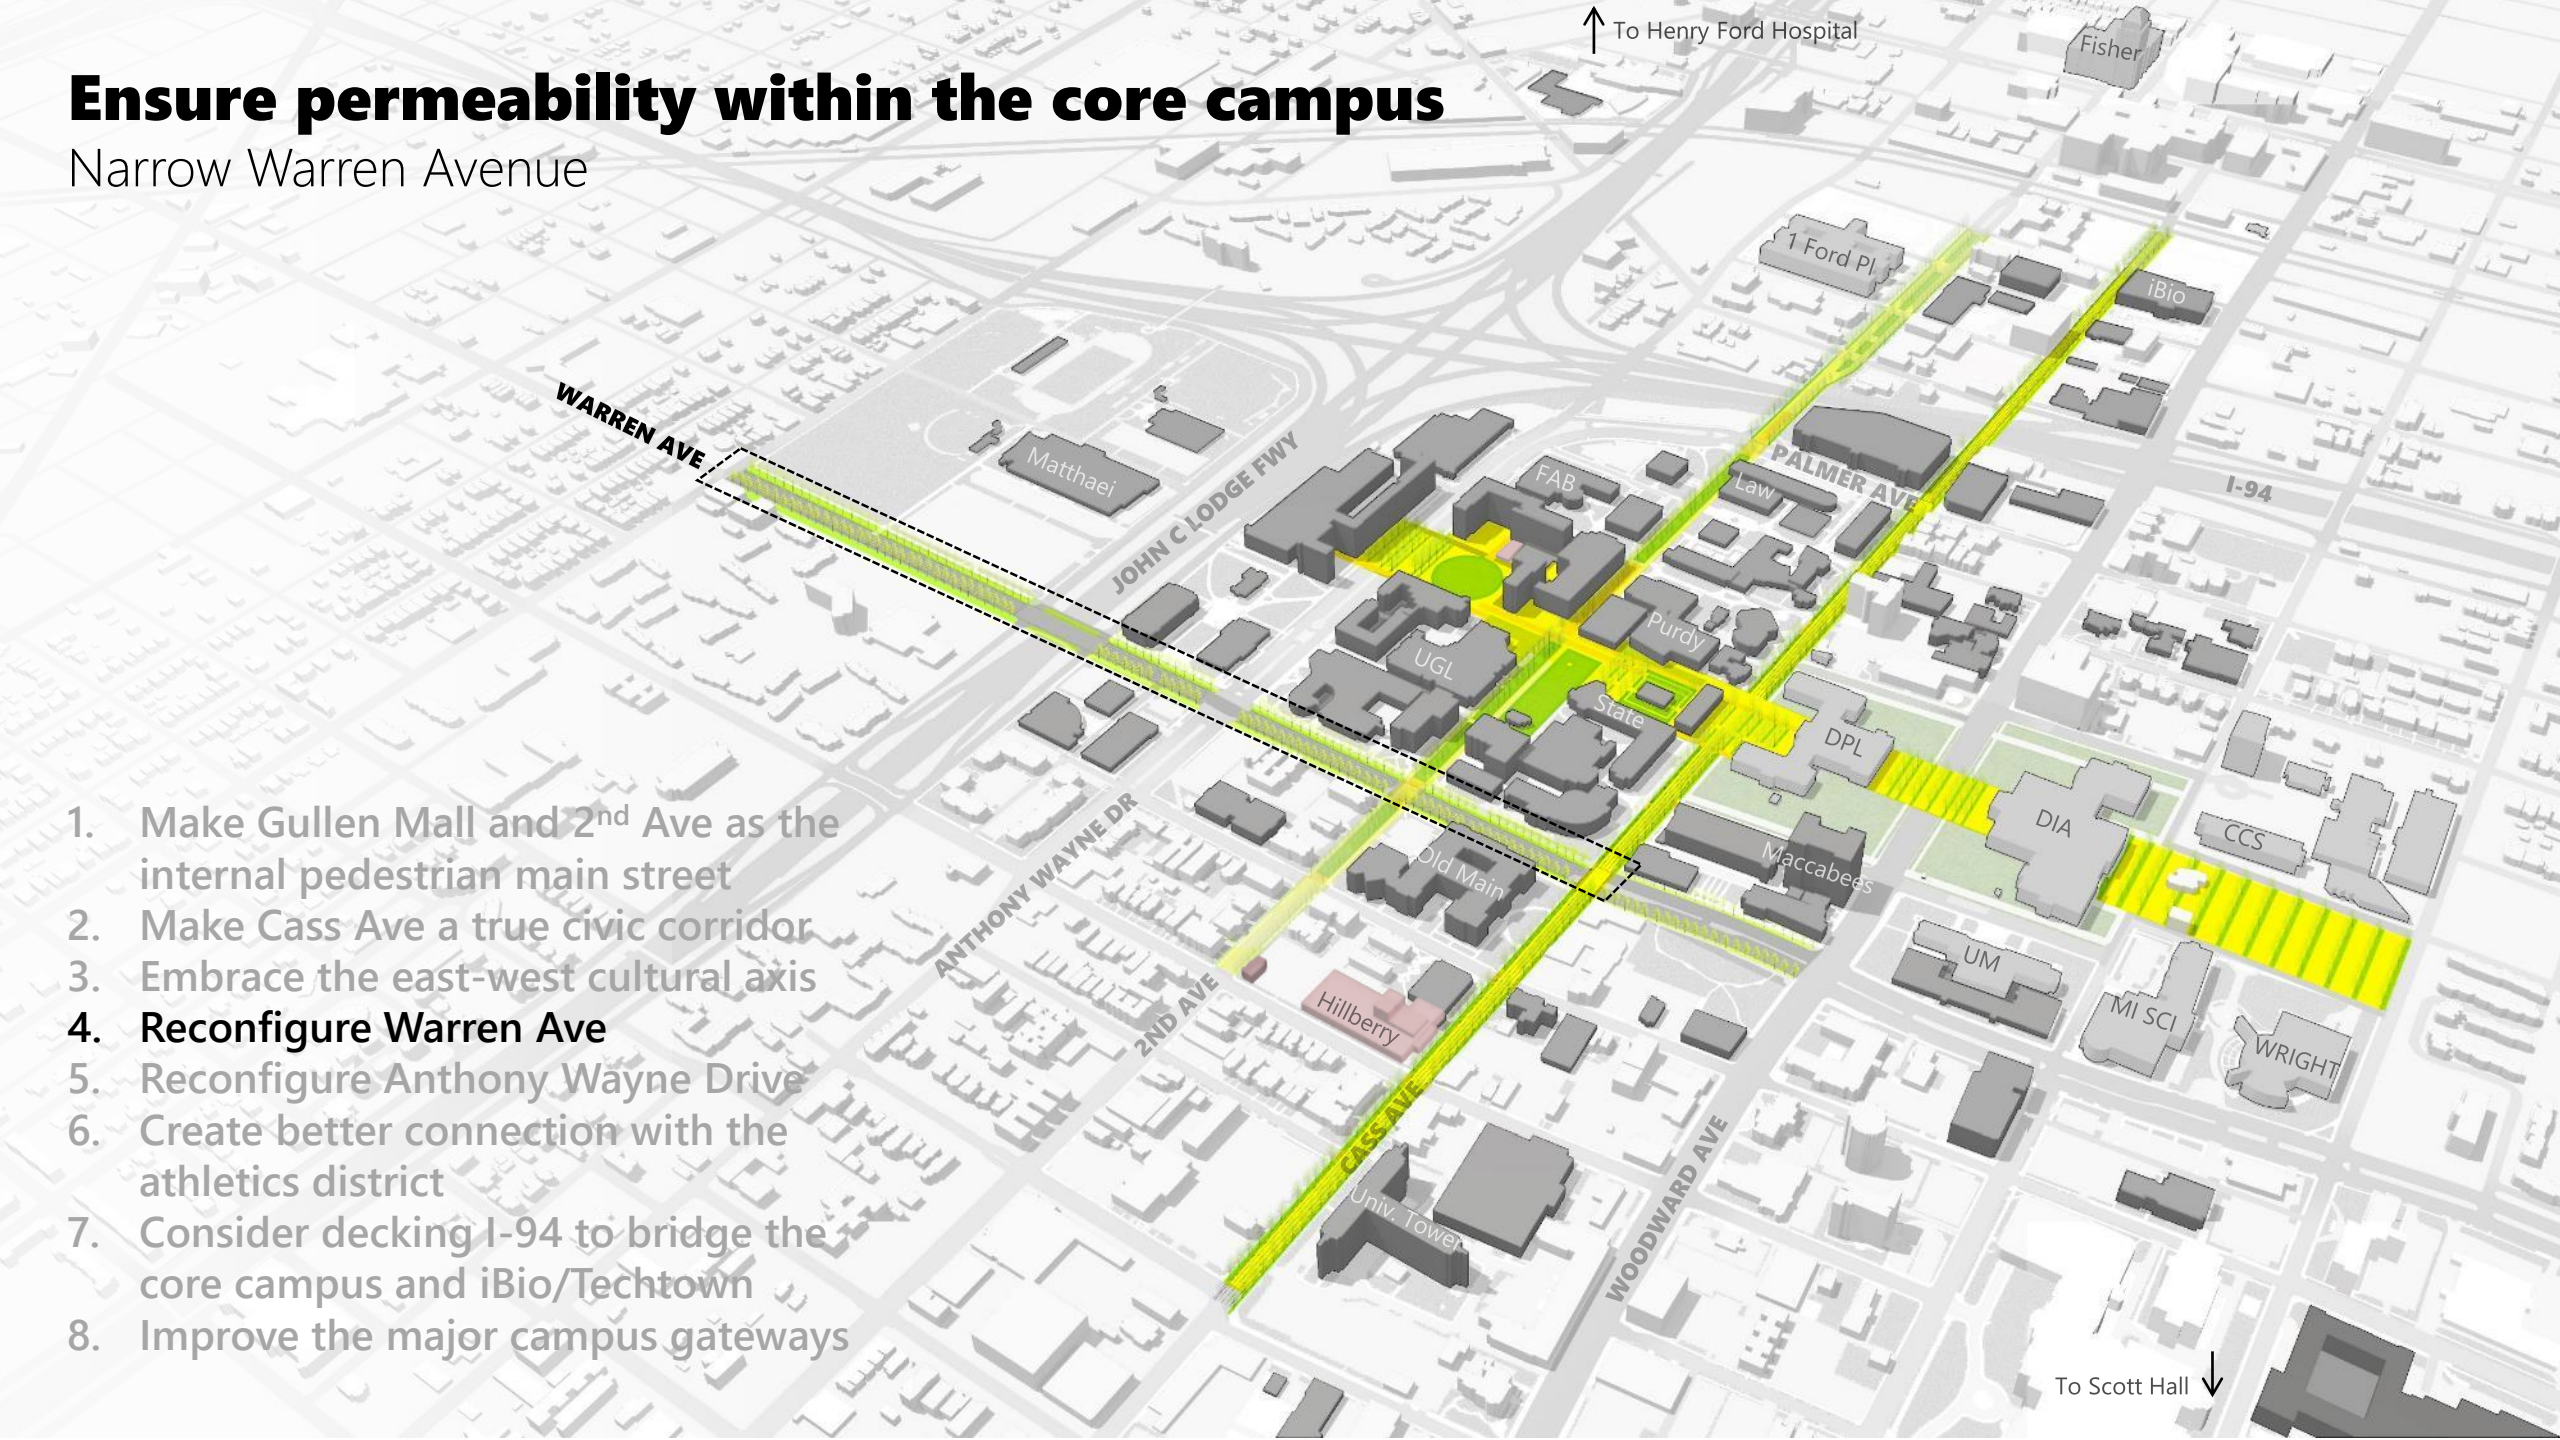 To Henry Ford Hospital
Fisher
Ensure permeability within the core campus
Narrow Warren Avenue
1 Ford Pl
iBio
WARREN AVE
Matthaei
JOHN C LODGE FWY
FAB
Law
PALMER AVE
I-94
Purdy
UGL
State
DPL
DIA
CCS
Maccabees
Old Main
ANTHONY WAYNE DR
2ND AVE
Hillberry
UM
MI SCI
WRIGHT
CASS AVE
Univ. Tower
WOODWARD AVE
1. Make Gullen Mall and 2nd Ave as the
internal pedestrian main street
2. Make Cass Ave a true civic corridor
3. Embrace the east-west cultural axis
4. Reconfigure Warren Ave
5. Reconfigure Anthony Wayne Drive
6. Create better connection with the
athletics district
7. Consider decking I-94 to bridge the
core campus and iBio/Techtown
8. Improve the major campus gateways
To Scott Hall